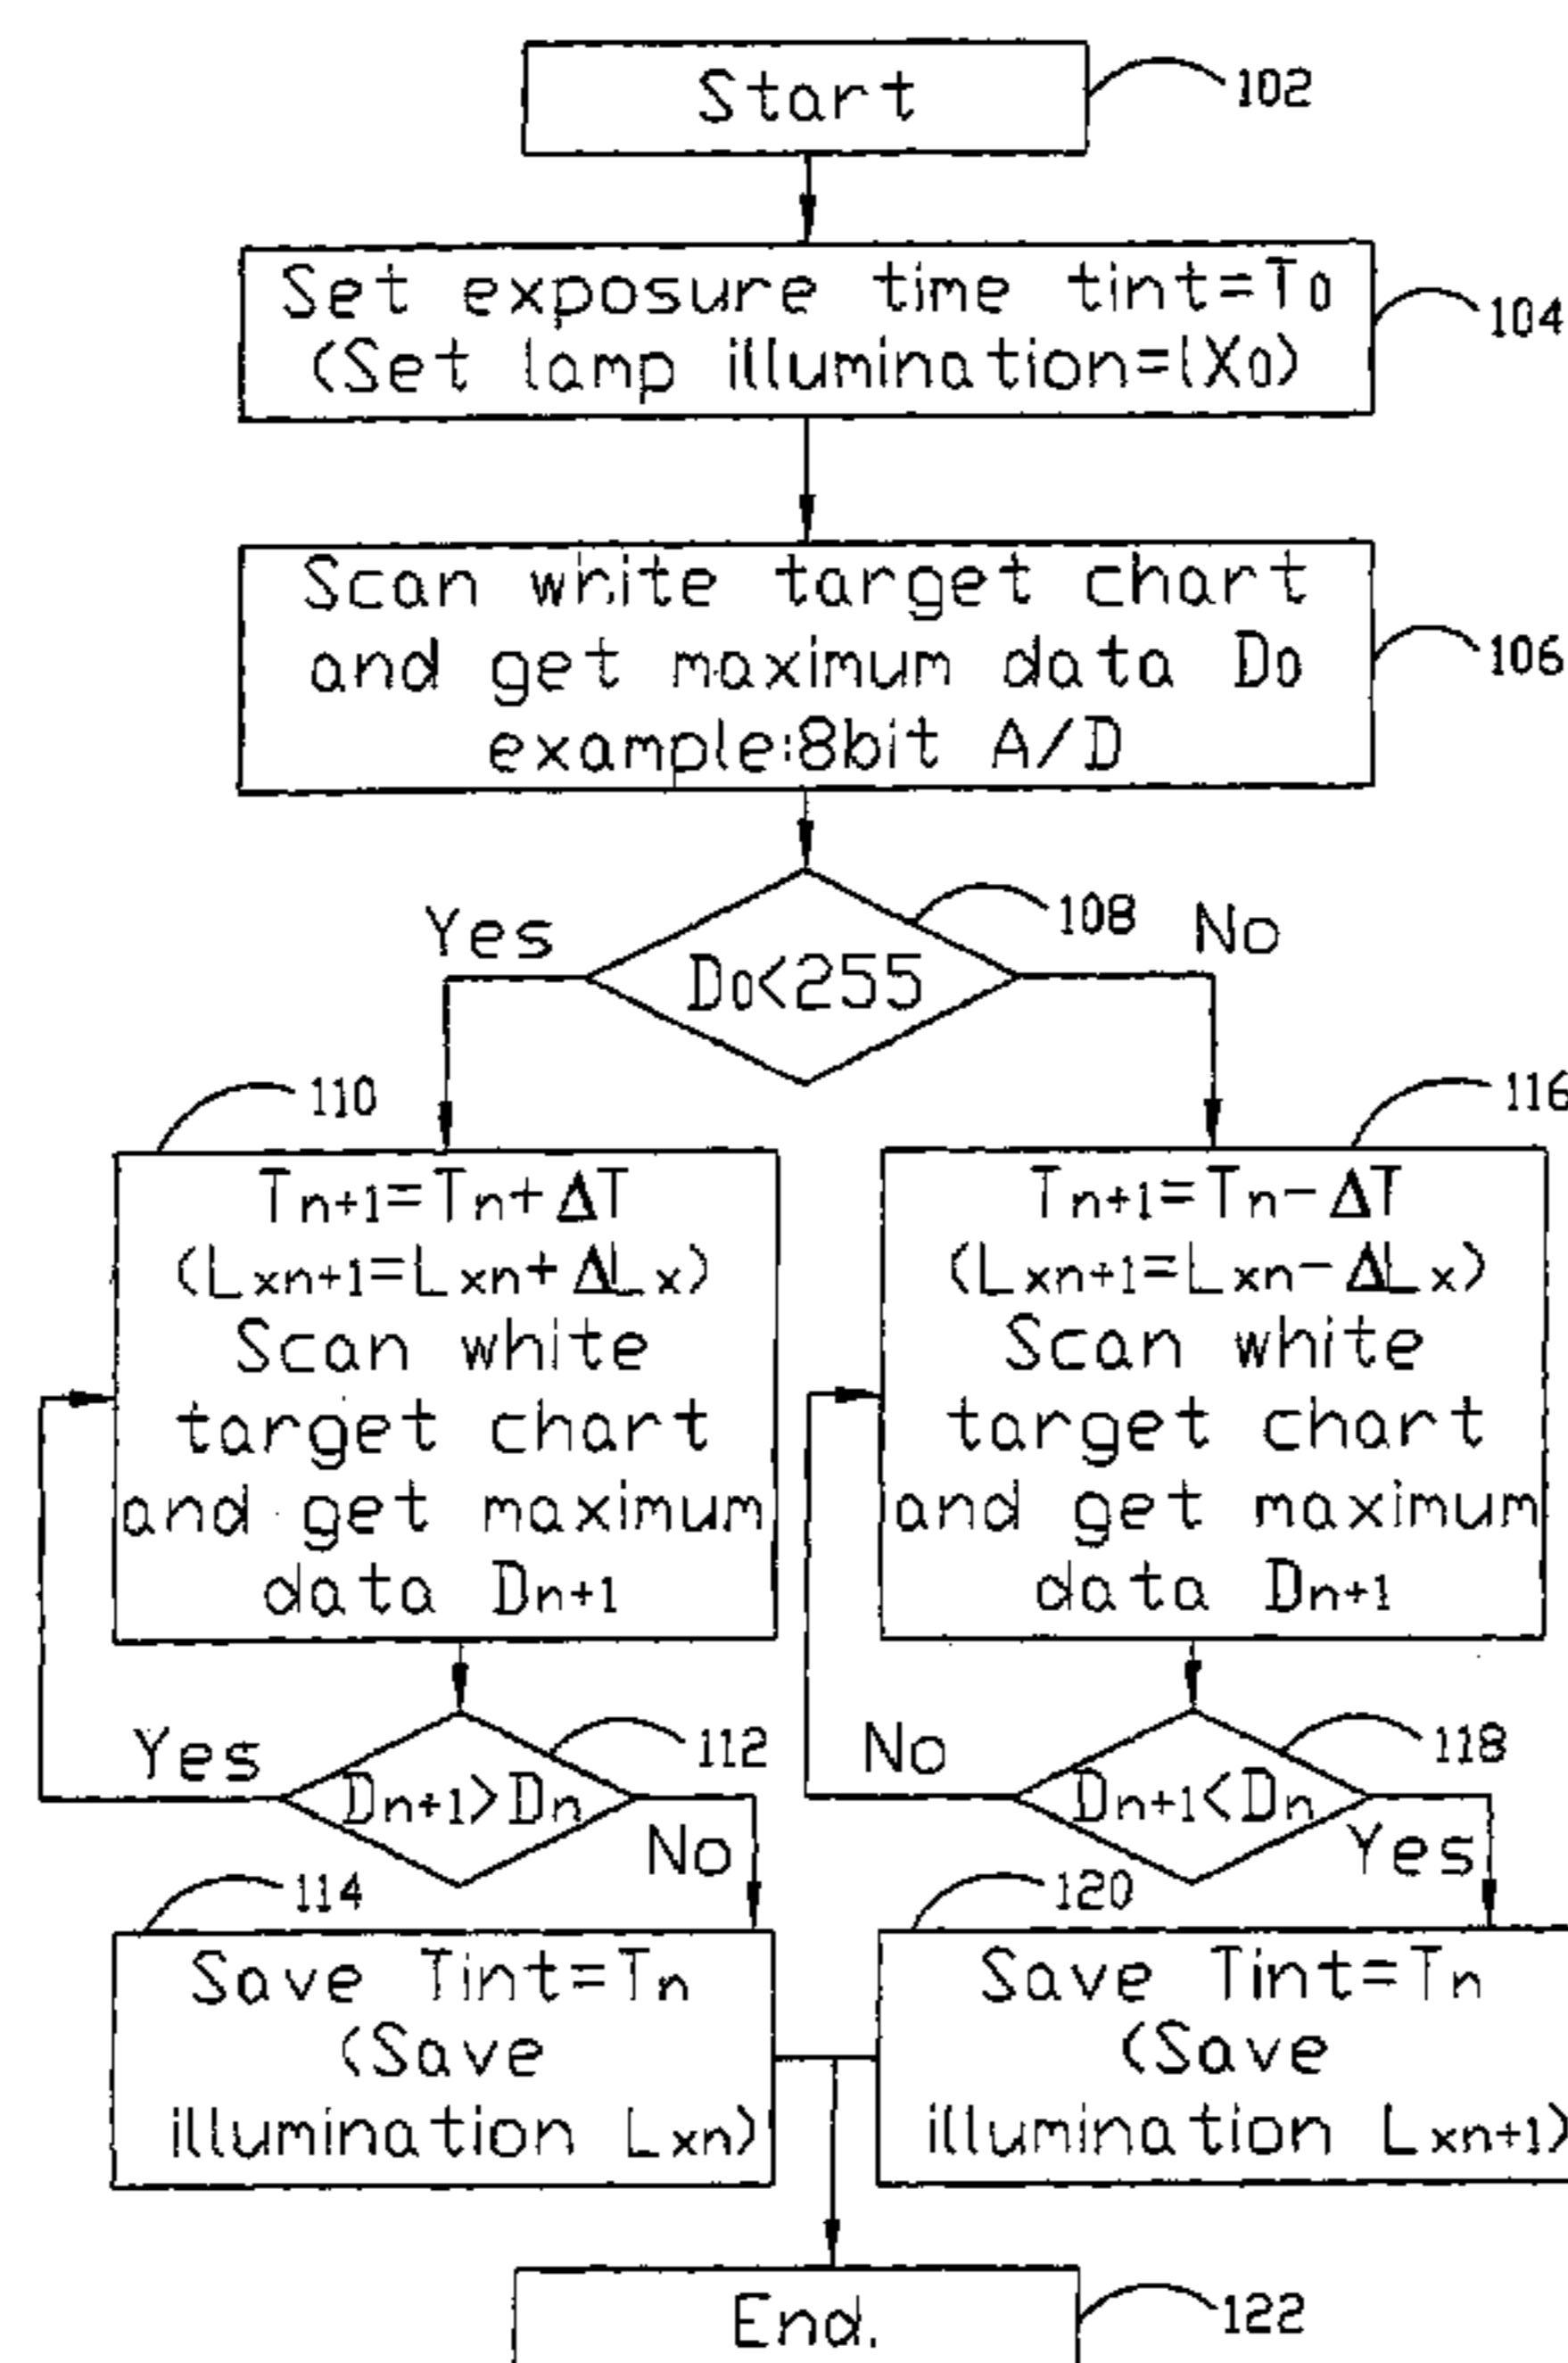 Start
102
Set exposure time tint=T0
(Set lamp illumination=lX0)
104
Scan white target chart
and get maximum data D0
example:8bit A/D
106
D0<255
108
Yes
No
110
Tn+1=Tn+ΔT
(Lxn+1=Lxn+ΔLx)
Scan white
target chart
and get maximum
data Dn+1
116
Tn+1=Tn-ΔT
(Lxn+1=Lxn-ΔLx)
Scan white
target chart
and get maximum
data Dn+1
Yes
Dn+1>Dn
112
No
No
Dn+1<Dn
118
Yes
114
Save Tint=Tn
(Save
illumination Lxn)
120
Save Tint=Tn
(Save
illumination Lxn+1)
End.
122